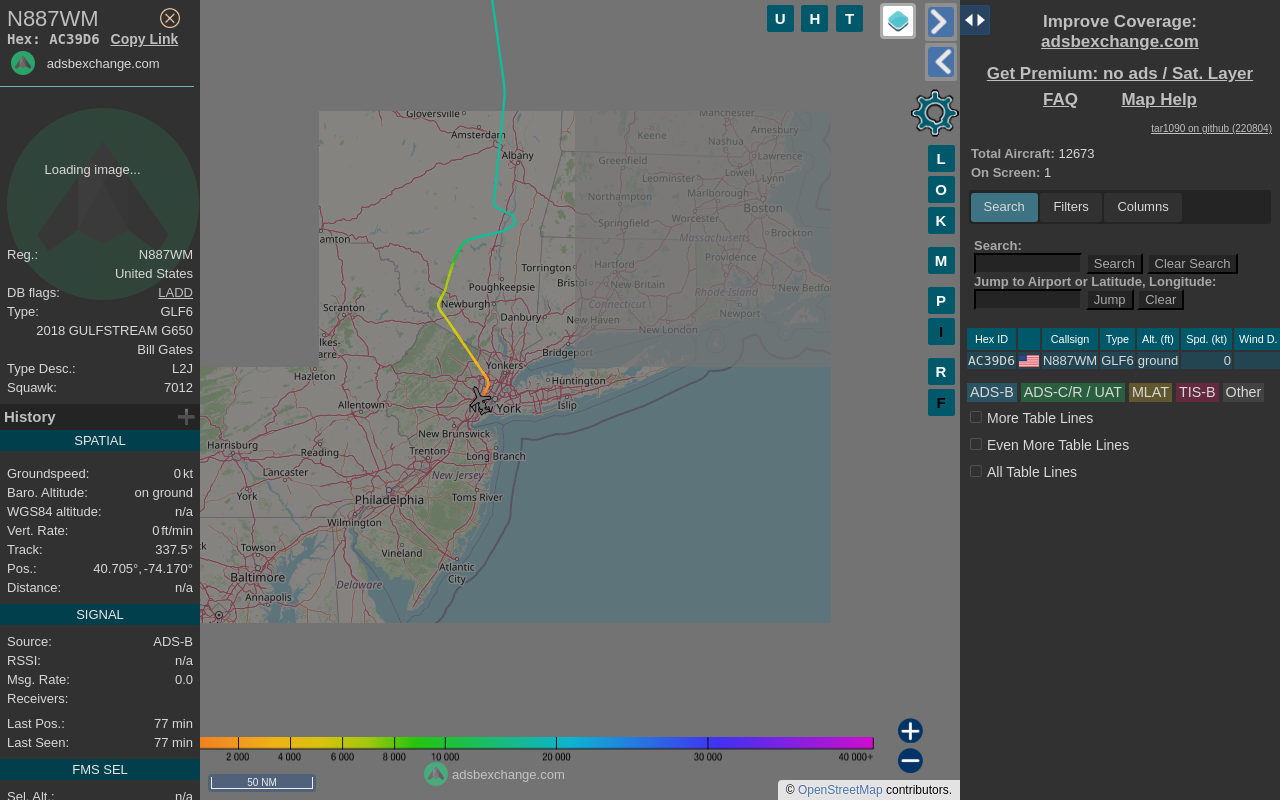 N887WM
Hex: AC39D6 Copy Link
adsbexchange.com
Loading image...
Reg.: N887WM
United States
DB flags: LADD
Type: GLF6
2018 GULFSTREAM G650
Bill Gates
Type Desc.: L2J
Squawk: 7012
History
SPATIAL
Groundspeed: 0 kt
Baro. Altitude: on ground
WGS84 altitude: n/a
Vert. Rate: 0 ft/min
Track: 337.5°
Pos.: 40.705°, -74.170°
Distance: n/a
SIGNAL
Source: ADS-B
RSSI: n/a
Msg. Rate: 0.0
Receivers:
Last Pos.: 77 min
Last Seen: 77 min
FMS SEL
Sel. Alt.: n/a
U H T
L
O
K
M
P
I
R
F
Gloversville
Amsterdam
Albany
Manchester
Keene
Amesbury
Nashua
Lawrence
Greenfield
Leominster
Lowell
Lynn
Northampton
Marlborough
Boston
Worcester
Springfield
Brockton
Massachusetts
Providence
Hartford
Torrington
Bristol
New Britain
New Bedfo
Rhode Island
Connecticut
Newport
New Haven
New London
Poughkeepsie
Newburgh
Danbury
Bridgeport
Scranton
amton
lkes-
arre
Hazleton
Yonkers
Huntington
New York
Islip
Allentown
New Brunswick
Harrisburg
Reading
Trenton
Long Branch
Lancaster
New Jersey
York
Philadelphia
Toms River
Wilmington
Towson
Vineland
Atlantic
City
Baltimore
Delaware
Annapolis
2 000 4 000 6 000 8 000 10 000 20 000 30 000 40 000+
50 NM
adsbexchange.com
© OpenStreetMap contributors.
Improve Coverage:
adsbexchange.com
Get Premium: no ads / Sat. Layer
FAQ Map Help
tar1090 on github (220804)
Total Aircraft: 12673
On Screen: 1
Search Filters Columns
Search:
Search Clear Search
Jump to Airport or Latitude, Longitude:
Jump Clear
Hex ID Callsign Type Alt. (ft) Spd. (kt) Wind D.
AC39D6 N887WM GLF6 ground 0
ADS-B ADS-C/R / UAT MLAT TIS-B Other
More Table Lines
Even More Table Lines
All Table Lines